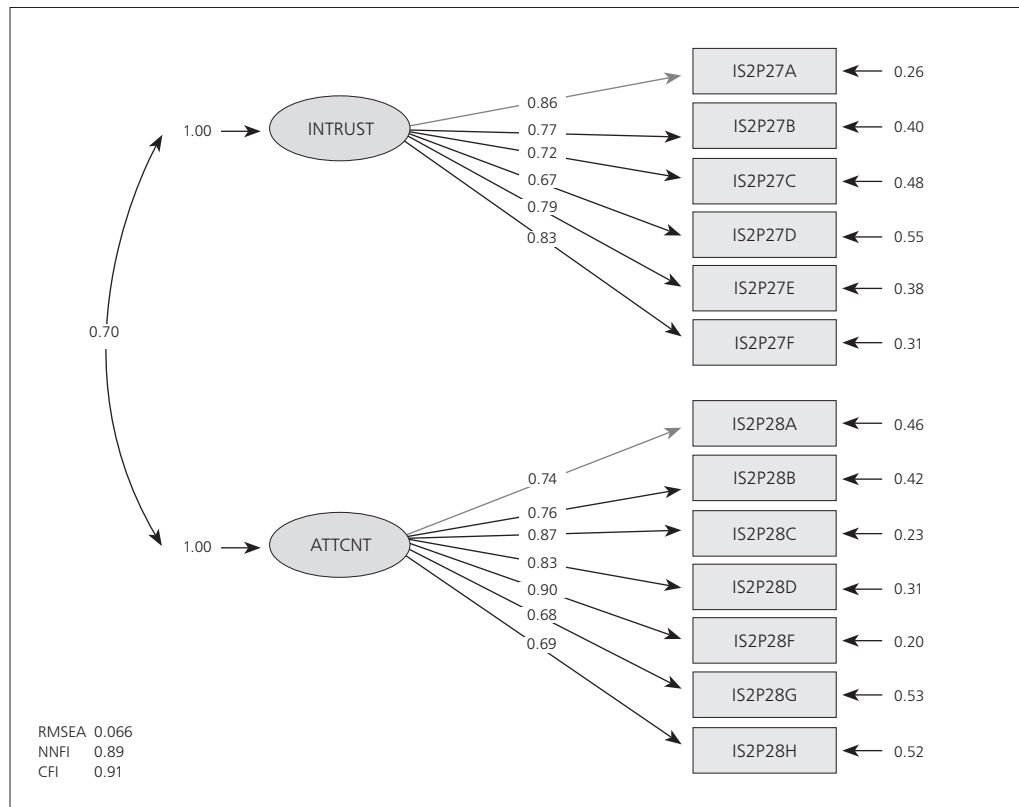 IS2P27A
0.26
0.86
1.00
INTRUST
0.77
IS2P27B
0.40
0.72
IS2P27C
0.48
0.67
IS2P27D
0.55
0.79
IS2P27E
0.38
0.83
IS2P27F
0.31
0.70
IS2P28A
0.46
0.74
IS2P28B
0.42
0.76
1.00
ATTCNT
0.87
IS2P28C
0.23
0.83
IS2P28D
0.31
0.90
IS2P28F
0.20
0.68
IS2P28G
0.53
0.69
IS2P28H
0.52
RMSEA 0.066
NNFI 0.89
CFI 0.91